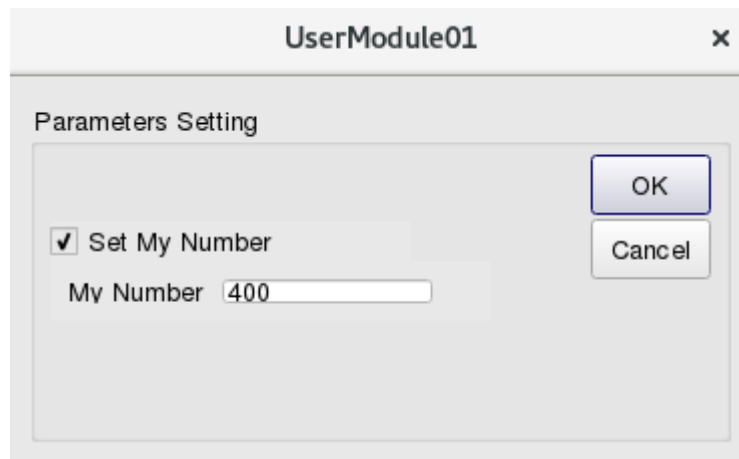 UserModule01 ×
Parameters Setting
OK
Set My Number
Cancel
My Number 400